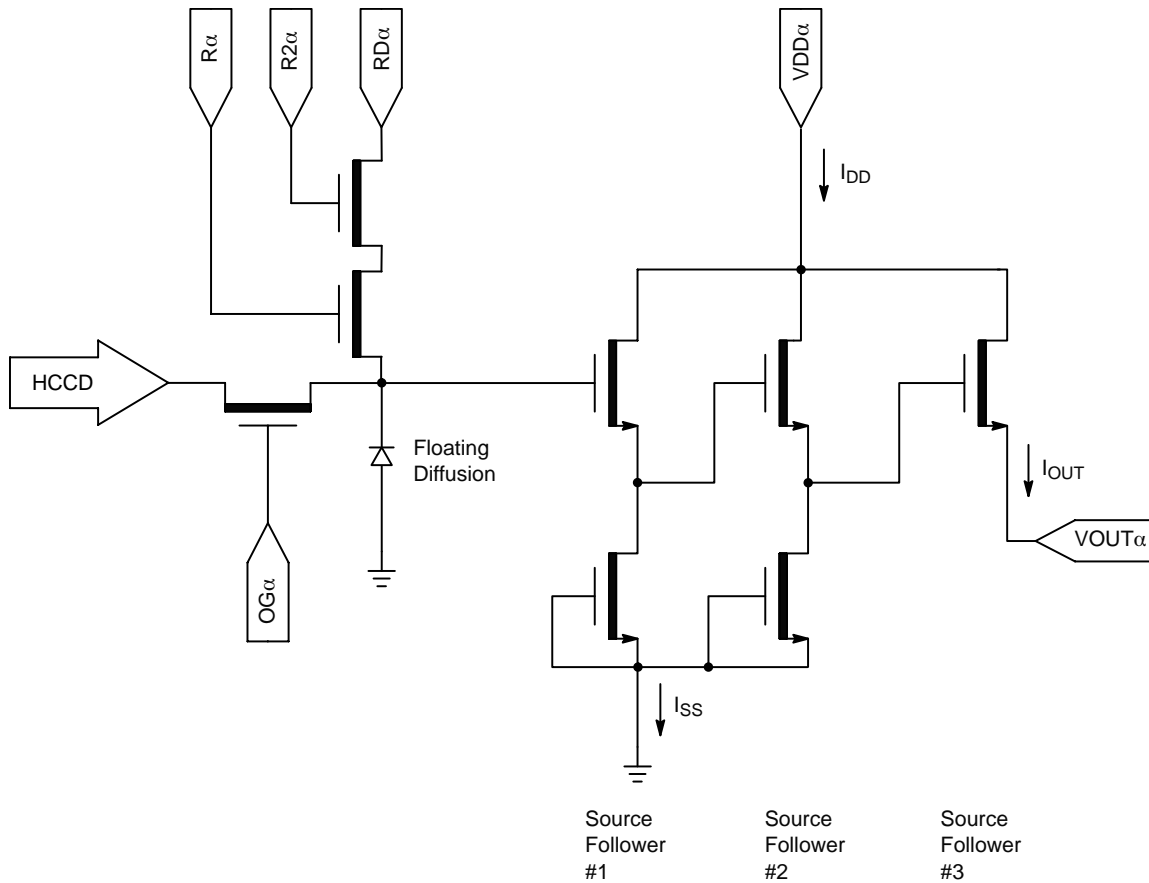 Rα
R2α
RDα
VDDα
IDD
HCCD
Floating
Diffusion
IOUT
VOUTα
OGα
ISS
Source
Follower
#1
Source
Follower
#2
Source
Follower
#3